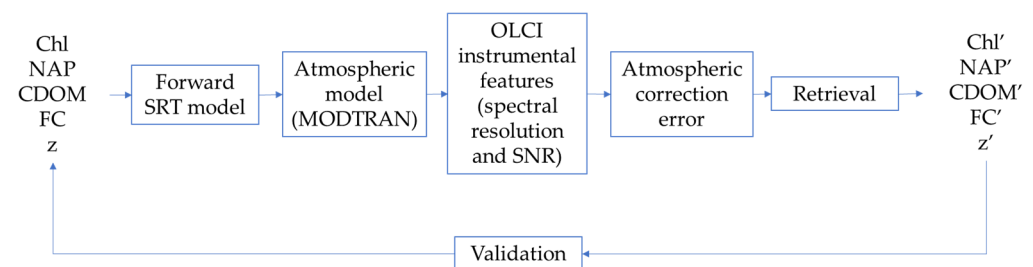 Chl
NAP
CDOM
FC
z
Forward
SRT model
Atmospheric
model
(MODTRAN)
OLCI
instrumental
features
(spectral
resolution
and SNR)
Atmospheric
correction
error
Retrieval
Chl’
NAP’
CDOM’
FC’
z’
Validation